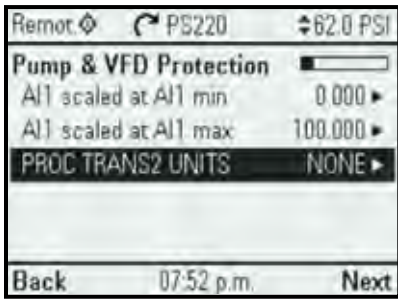 Remot PS220 62.0 PSI
Pump & VFD Protection
AI1 scaled at AI1 min 0.000
AI1 scaled at AI1 max 100.000
PROC TRANS2 UNITS NONE
Back 07:52 p.m. Next